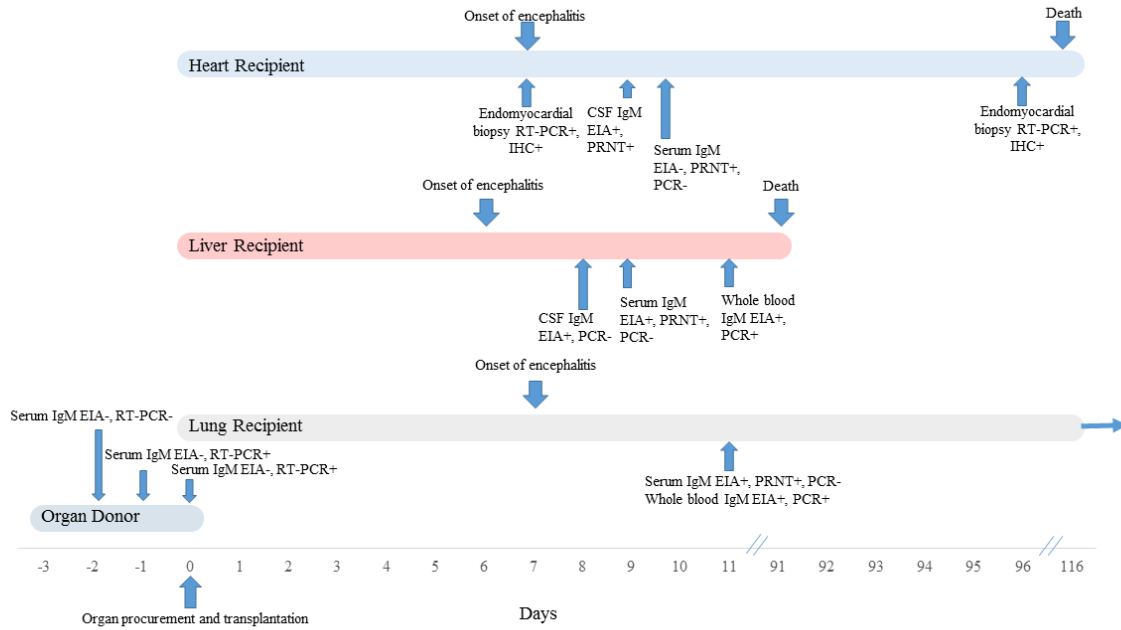 Onset of encephalitis
Death
Heart Recipient
Endomyocardial
biopsy RT-PCR+,
IHC+
CSF IgM
EIA+,
PRNT+
Serum IgM
EIA-, PRNT+,
PCR-
Endomyocardial
biopsy RT-PCR+,
IHC+
Onset of encephalitis
Death
Liver Recipient
CSF IgM
EIA+, PCR-
Serum IgM
EIA+, PRNT+,
PCR-
Whole blood
IgM EIA+,
PCR+
Onset of encephalitis
Serum IgM EIA-, RT-PCR-
Lung Recipient
Serum IgM EIA-, RT-PCR+
Serum IgM EIA-, RT-PCR+
Serum IgM EIA+, PRNT+, PCR-
Whole blood IgM EIA+, PCR+
Organ Donor
-3 -2 -1 0 1 2 3 4 5 6 7 8 9 10 11 91 92 93 94 95 96 116
Organ procurement and transplantation
Days